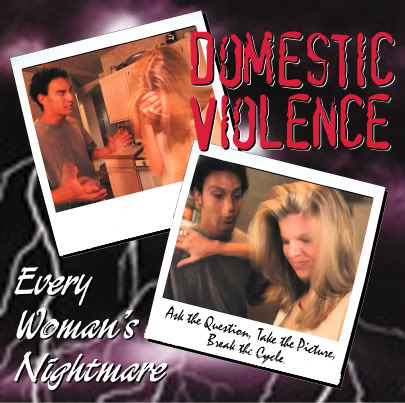 DOMESTIC
VIOLENCE
Ask the Question, Take the Picture,
Break the Cycle.
Every
Woman's
Nightmare